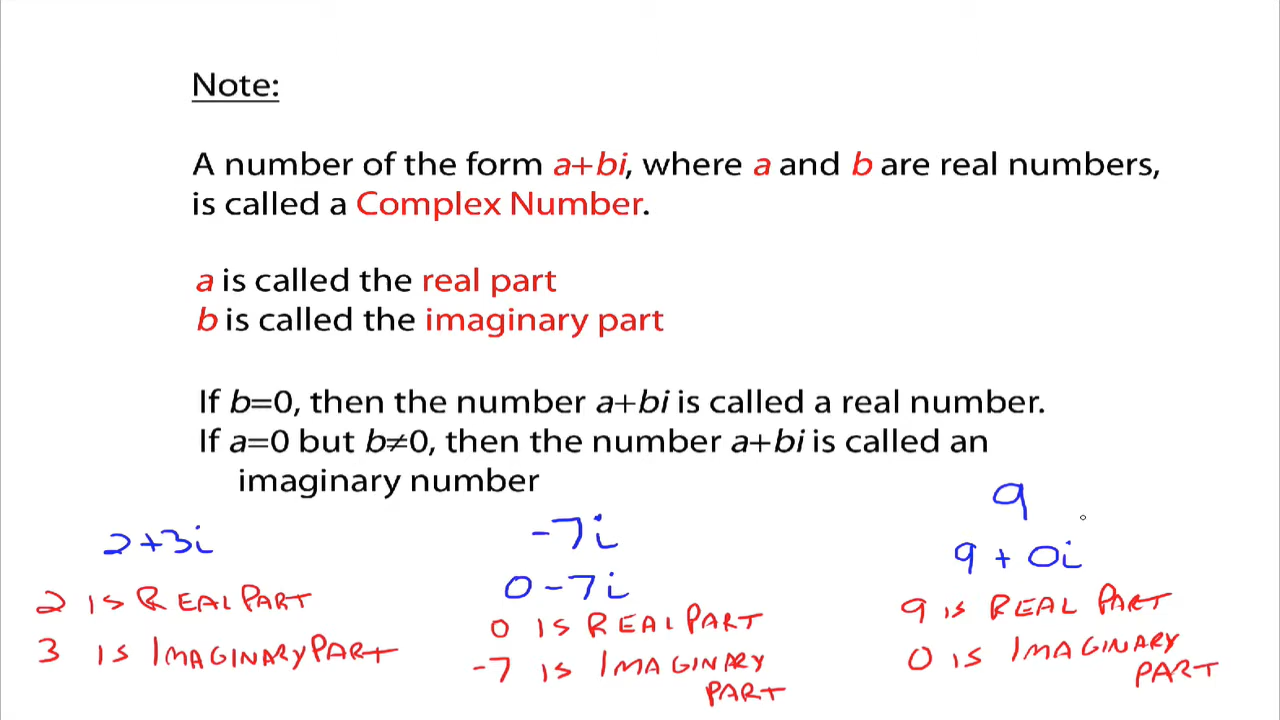 Note:
A number of the form a+bi, where a and b are real numbers,
is called a Complex Number.
a is called the real part
b is called the imaginary part
If b=0, then the number a+bi is called a real number.
If a=0 but b≠0, then the number a+bi is called an
imaginary number
2+3i
2 IS REAL PART
3 IS IMAGINARY PART
-7i
0-7i
0 IS REAL PART
-7 IS IMAGINARY
PART
9
9 + 0i
9 IS REAL PART
0 IS IMAGINARY
PART